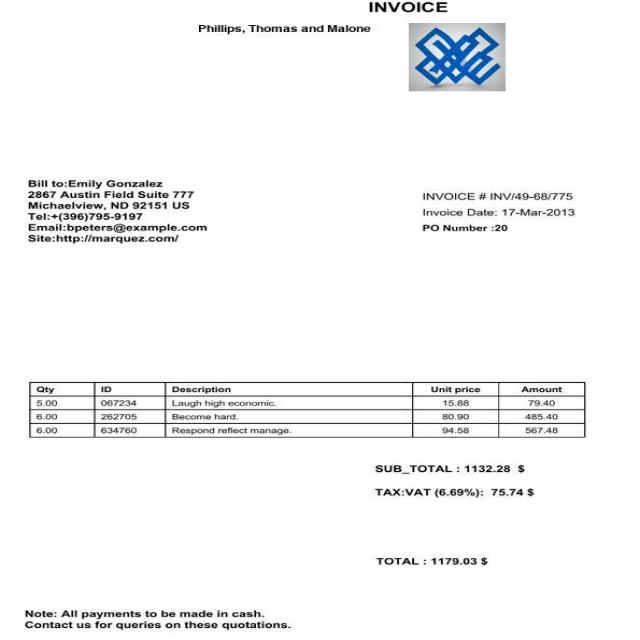 INVOICE
Phillips, Thomas and Malone
Bill to:Emily Gonzalez
2867 Austin Field Suite 777
Michaelview, ND 92151 US
Tel:+(396)795-9197
Email:bpeters@example.com
Site:http://marquez.com/
INVOICE # INV/49-68/775
Invoice Date: 17-Mar-2013
PO Number :20
Qty ID Description Unit price Amount
5.00 067234 Laugh high economic. 15.88 79.40
6.00 262705 Become hard. 80.90 485.40
6.00 634760 Respond reflect manage. 94.58 567.48
SUB_TOTAL : 1132.28 $
TAX:VAT (6.69%): 75.74 $
TOTAL : 1179.03 $
Note: All payments to be made in cash.
Contact us for queries on these quotations.